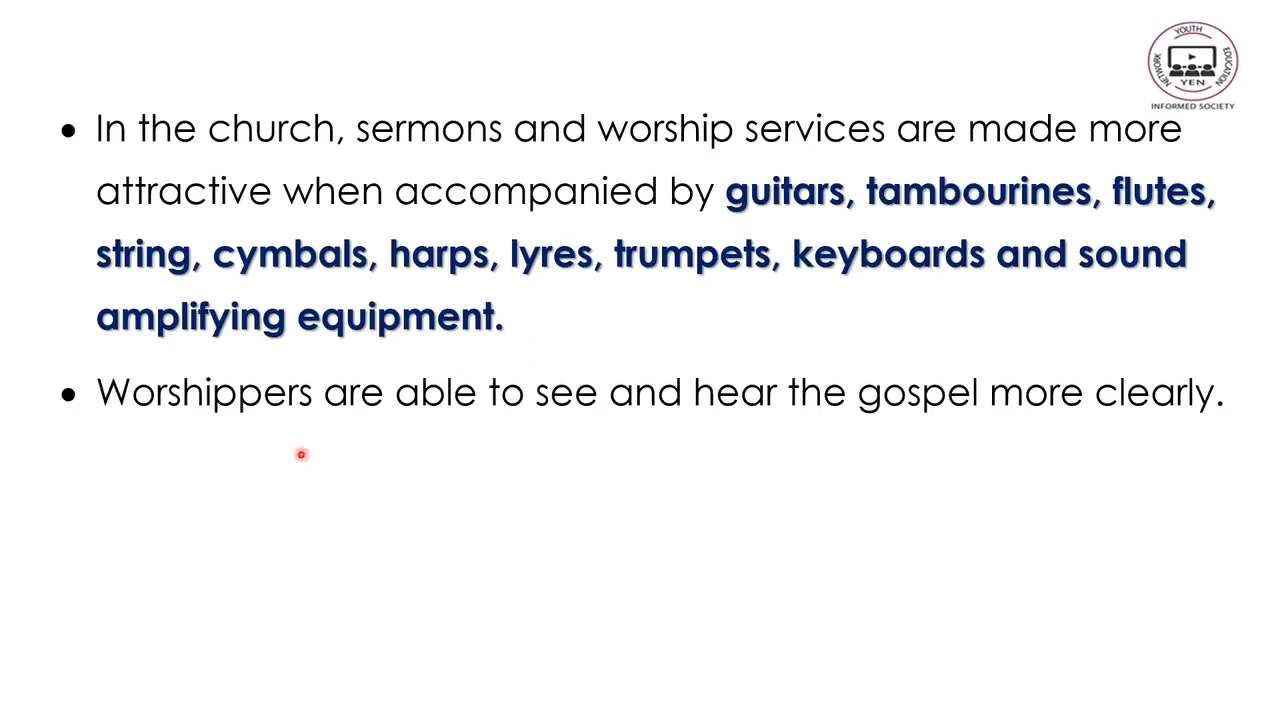 YOUTH
EDUCATION
NETWORK
YEN
INFORMED SOCIETY
• In the church, sermons and worship services are made more
attractive when accompanied by guitars, tambourines, flutes,
string, cymbals, harps, lyres, trumpets, keyboards and sound
amplifying equipment.
• Worshippers are able to see and hear the gospel more clearly.